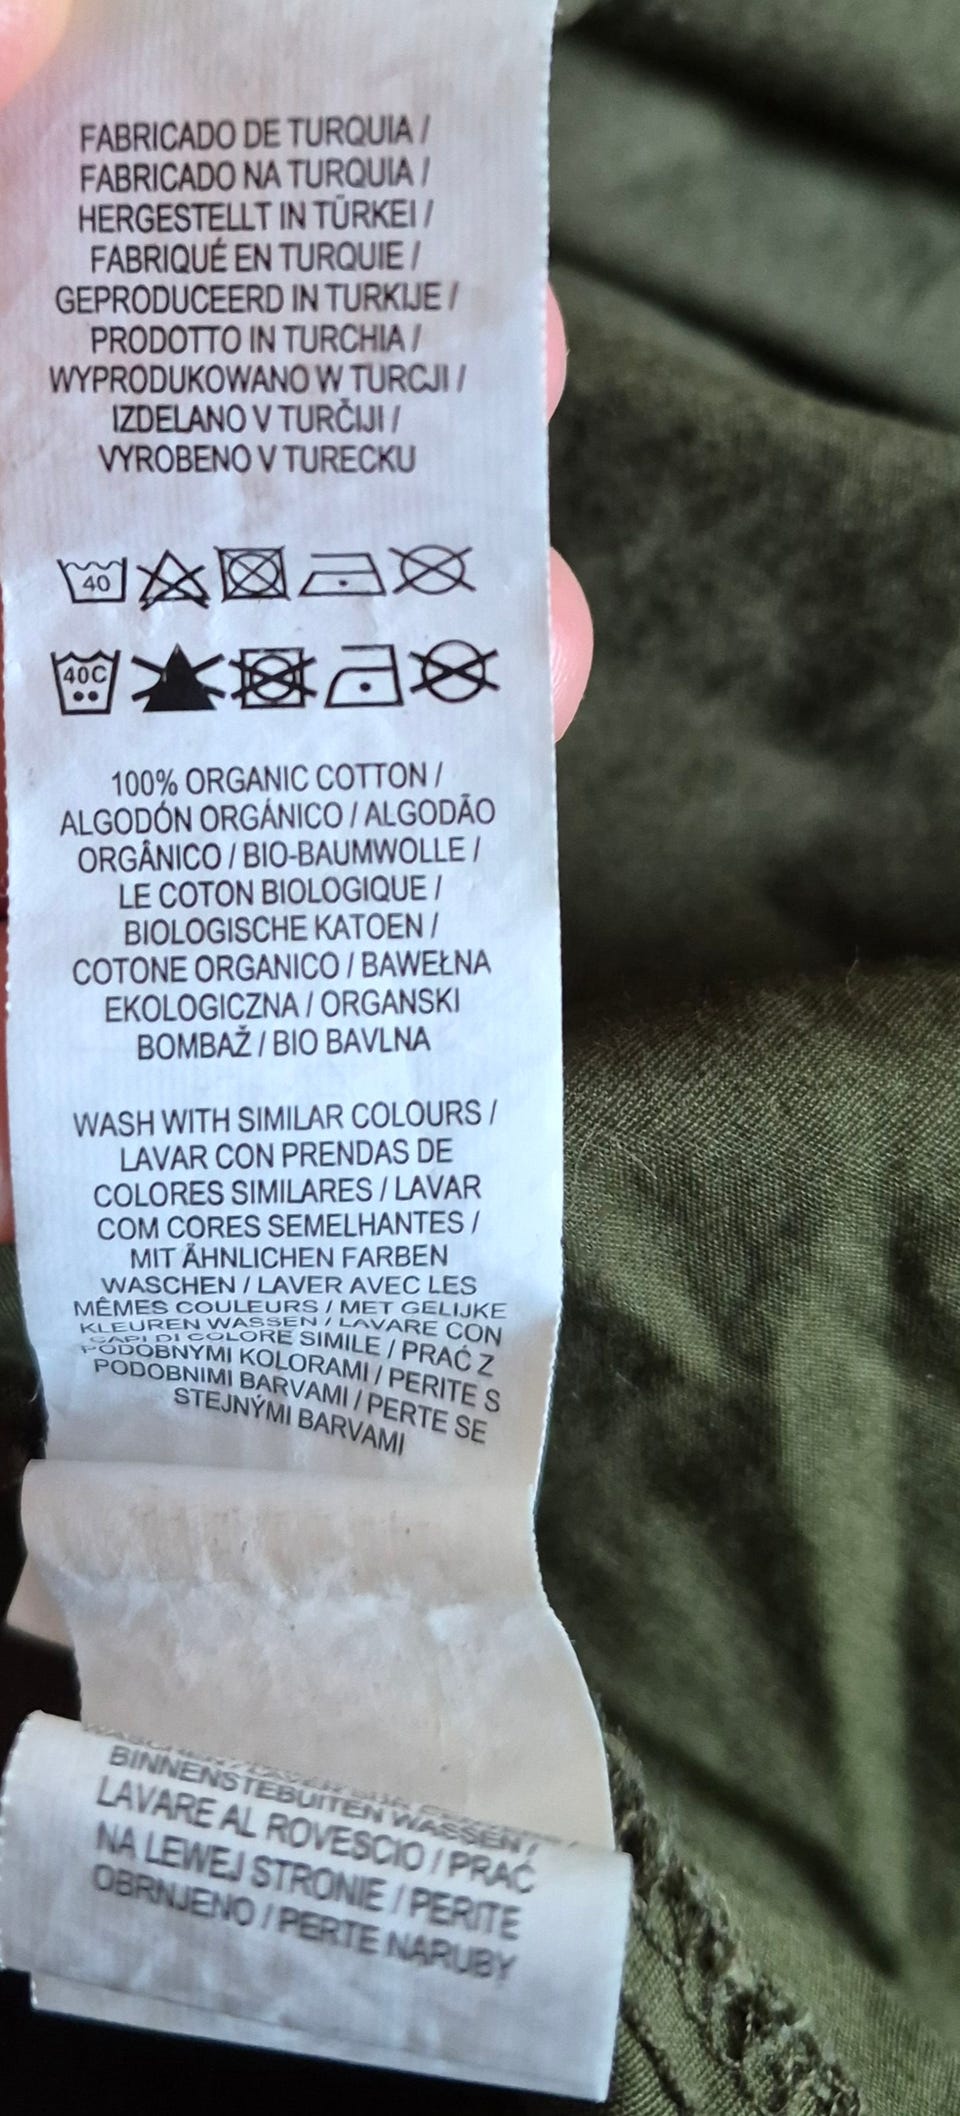 FABRICADO DE TURQUIA /
FABRICADO NA TURQUIA /
HERGESTELLT IN TÜRKEI /
FABRIQUÉ EN TURQUIE /
GEPRODUCEERD IN TURKIJE /
PRODOTTO IN TURCHIA /
WYPRODUKOWANO W TURCJI /
IZDELANO V TURČIJI /
VYROBENO V TURECKU
40
40C
100% ORGANIC COTTON /
ALGODÓN ORGÁNICO / ALGODÃO
ORGÂNICO / BIO-BAUMWOLLE /
LE COTON BIOLOGIQUE /
BIOLOGISCHE KATOEN /
COTONE ORGANICO / BAWEŁNA
EKOLOGICZNA / ORGANSKI
BOMBAŽ / BIO BAVLNA
WASH WITH SIMILAR COLOURS /
LAVAR CON PRENDAS DE
COLORES SIMILARES / LAVAR
COM CORES SEMELHANTES /
MIT ÄHNLICHEN FARBEN
WASCHEN / LAVER AVEC LES
MÊMES COULEURS / MET GELIJKE
KLEUREN WASSEN / LAVARE CON
CAPI DI COLORE SIMILE / PRAĆ Z
PODOBNYMI KOLORAMI / PERITE S
PODOBNIMI BARVAMI / PERTE SE
STEJNÝMI BARVAMI
BINNENSTEBUITEN WASSEN /
LAVARE AL ROVESCIO / PRAĆ
NA LEWEJ STRONIE / PERITE
OBRNJENO / PERTE NARUBY